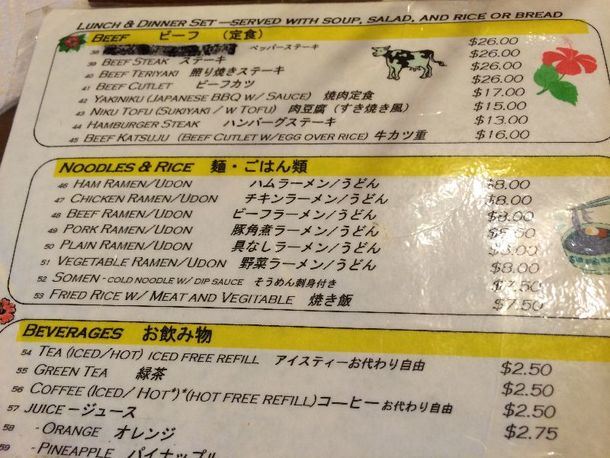 LUNCH & DINNER SET —SERVED WITH SOUP, SALAD, AND RICE OR BREAD
BEEF ビーフ (定食)
38 ペッパーステーキ $26.00
39 BEEF STEAK ステーキ $26.00
40 BEEF TERIYAKI 照り焼きステーキ $26.00
41 BEEF CUTLET ビーフカツ $26.00
42 YAKINIKU (JAPANESE BBQ W/ SAUCE) 焼肉定食 $17.00
43 NIKU TOFU (SUKIYAKI / W TOFU) 肉豆腐 (すき焼き風) $15.00
44 HAMBURGER STEAK ハンバーグステーキ $13.00
45 BEEF KATSUJU (BEEF CUTLET W/EGG OVER RICE) 牛カツ重 $16.00
NOODLES & RICE 麺・ごはん類
46 HAM RAMEN/UDON ハムラーメン/うどん $8.00
47 CHICKEN RAMEN/UDON チキンラーメン/うどん $8.00
48 BEEF RAMEN/UDON ビーフラーメン/うどん $8.00
49 PORK RAMEN/UDON 豚角煮ラーメン/うどん
50 PLAIN RAMEN/UDON 具なしラーメン/うどん
51 VEGETABLE RAMEN/UDON 野菜ラーメン/うどん $8.00
52 SOMEN - COLD NOODLE W/ DIP SAUCE そうめん刺身付き $7.50
53 FRIED RICE W/ MEAT AND VEGITABLE 焼き飯 $7.50
BEVERAGES お飲み物
54 TEA (ICED/HOT) ICED FREE REFILL アイスティーお代わり自由 $2.50
55 GREEN TEA 緑茶 $2.50
56 COFFEE (ICED/ HOT*)*(HOT FREE REFILL)コーヒーお代わり自由 $2.50
57 JUICE ージュース $2.75
58 -ORANGE オレンジ
59 -PINEAPPLE パイナップル